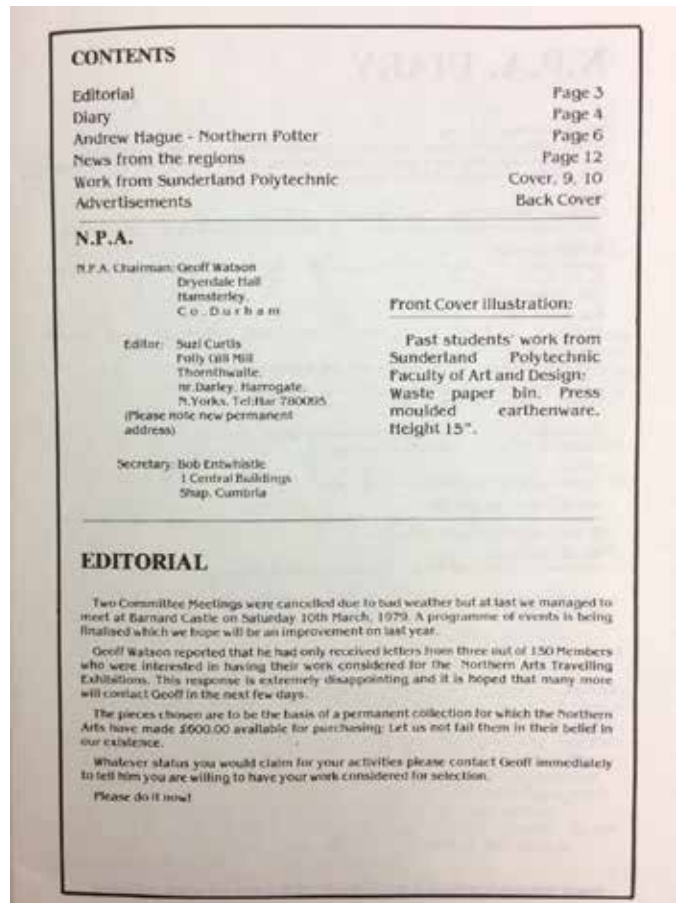 CONTENTS
Editorial Page 3
Diary Page 4
Andrew Hague - Northern Potter Page 6
News from the regions Page 12
Work from Sunderland Polytechnic Cover, 9, 10
Advertisements Back Cover
N.P.A.
N.P.A. Chairman: Geoff Watson
Dryerdale Hall
Hamsterley,
Co. Durham
Editor: Suzi Curtis
Folly Gill Mill
Thornthwaite,
nr. Darley, Harrogate,
N.Yorks. Tel: Har 780095
(Please note new permanent
address)
Secretary: Bob Entwhistle
1 Central Buildings
Shap, Cumbria
Front Cover illustration:
Past students' work from
Sunderland Polytechnic
Faculty of Art and Design:
Waste paper bin. Press
moulded earthenware.
Height 15".
EDITORIAL
Two Committee Meetings were cancelled due to bad weather but at last we managed to
meet at Barnard Castle on Saturday 10th March, 1979. A programme of events is being
finalised which we hope will be an improvement on last year.
Geoff Watson reported that he had only received letters from three out of 150 Members
who were interested in having their work considered for the Northern Arts Travelling
Exhibitions. This response is extremely disappointing and it is hoped that many more
will contact Geoff in the next few days.
The pieces chosen are to be the basis of a permanent collection for which the Northern
Arts have made £600.00 available for purchasing: Let us not fail them in their belief in
our existence.
Whatever status you would claim for your activities please contact Geoff immediately
to tell him you are willing to have your work considered for selection.
Please do it now!